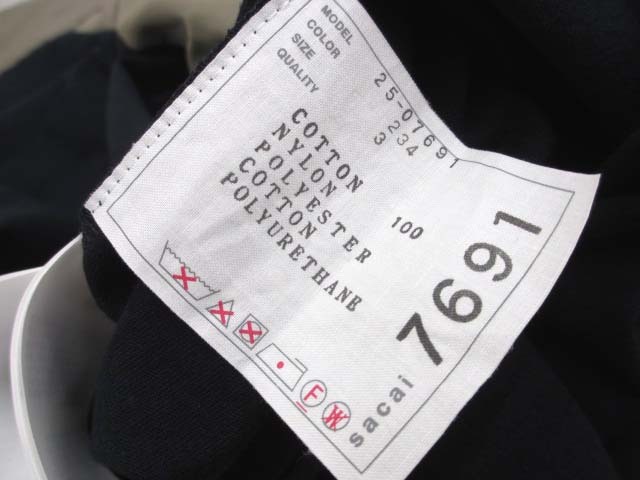 MODEL 25-07691
COLOR 234
SIZE 3
QUALITY
COTTON 100
NYLON
POLYESTER
COTTON
POLYURETHANE
F W
sacai 7691